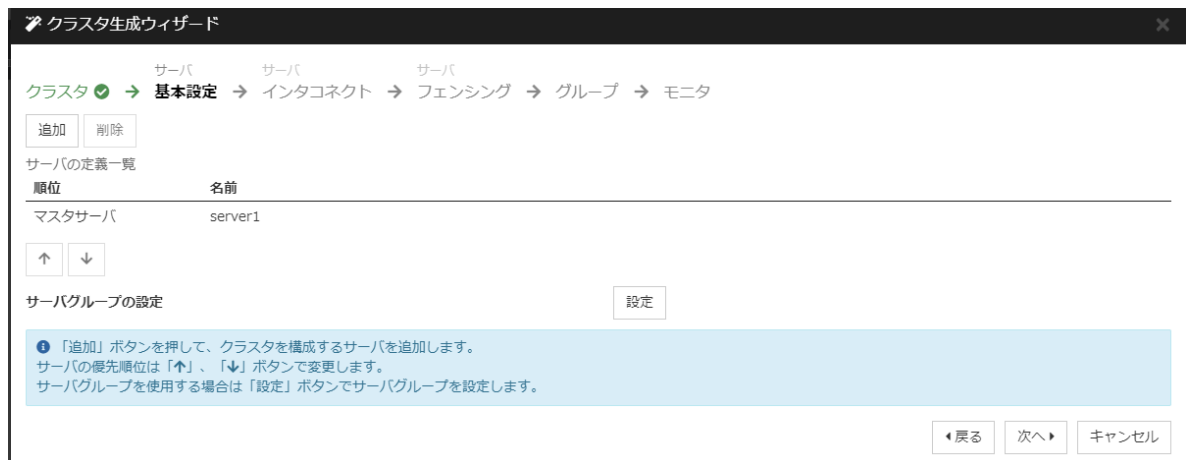 クラスタ生成ウィザード
サーバ サーバ サーバ
クラスタ → 基本設定 → インタコネクト → フェンシング → グループ → モニタ
追加 削除
サーバの定義一覧
順位 名前
マスタサーバ server1
↑ ↓
サーバグループの設定 設定
「追加」ボタンを押して、クラスタを構成するサーバを追加します。
サーバの優先順位は「↑」、「↓」ボタンで変更します。
サーバグループを使用する場合は「設定」ボタンでサーバグループを設定します。
戻る 次へ キャンセル